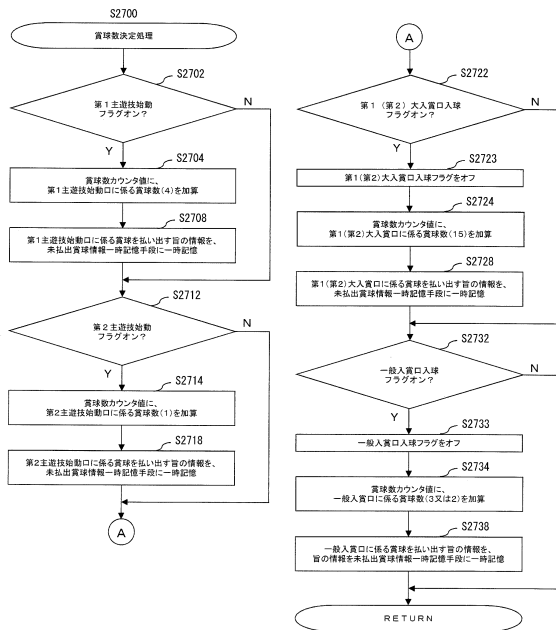 S2700
賞球数決定処理
S2702
第1主遊技始動
フラグオン？
N
Y
S2704
賞球数カウンタ値に、
第1主遊技始動口に係る賞球数(4)を加算
S2708
第1主遊技始動口に係る賞球を払い出す旨の情報を、
未払出賞球情報一時記憶手段に一時記憶
S2712
第2主遊技始動
フラグオン？
N
Y
S2714
賞球数カウンタ値に、
第2主遊技始動口に係る賞球数(1)を加算
S2718
第2主遊技始動口に係る賞球を払い出す旨の情報を、
未払出賞球情報一時記憶手段に一時記憶
A
A
S2722
第1（第2）大入賞口入球
フラグオン？
N
Y
S2723
第1(第2)大入賞口入球フラグをオフ
S2724
賞球数カウンタ値に、
第1(第2)大入賞口に係る賞球数(15)を加算
S2728
第1(第2)大入賞口に係る賞球を払い出す旨の情報を、
未払出賞球情報一時記憶手段に一時記憶
S2732
一般入賞口入球
フラグオン？
N
Y
S2733
一般入賞口入球フラグをオフ
S2734
賞球数カウンタ値に、
一般入賞口に係る賞球数(3又は2)を加算
S2738
一般入賞口に係る賞球を払い出す旨の情報を、
旨の情報を未払出賞球情報一時記憶手段に一時記憶
RETURN